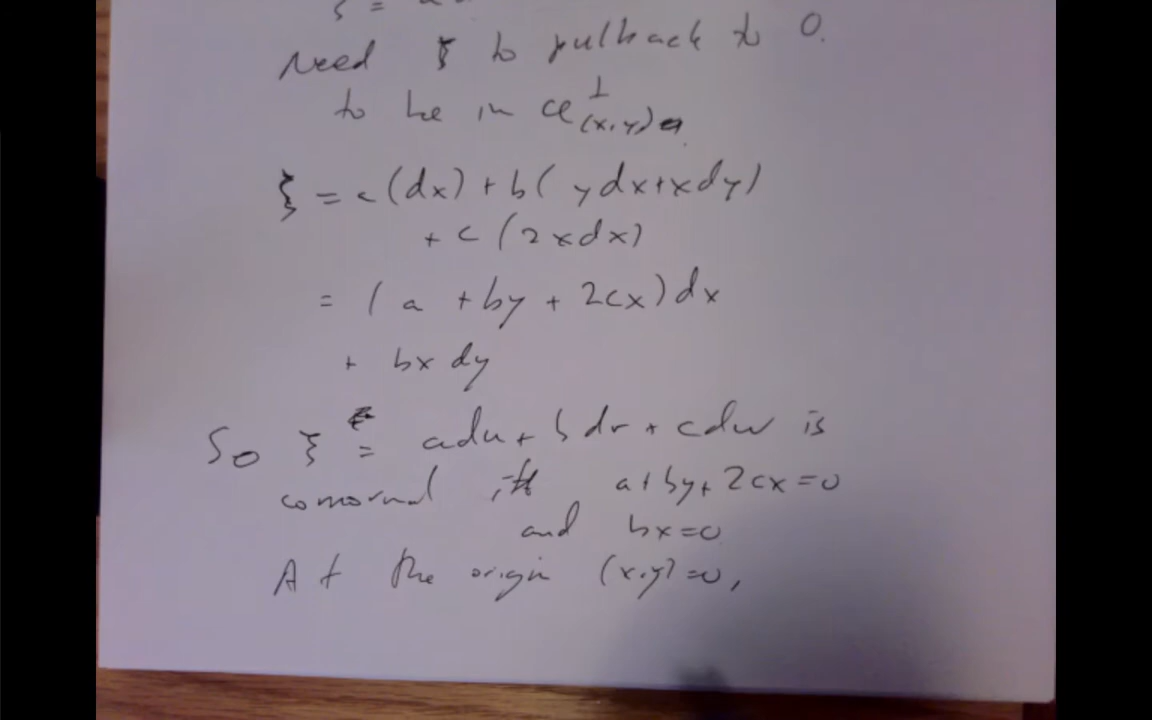 ξ =
Need ξ to pullback to 0.
to be in ce⊥(x,y)
ξ = a(dx) + b(ydx+xdy)
+ c(2xdx)
= (a + by + 2cx)dx
+ bx dy
So ξ = adu + bdv + cdw is
conormal iff a+by+2cx=0
and bx=0
At the origin (x,y)=0,